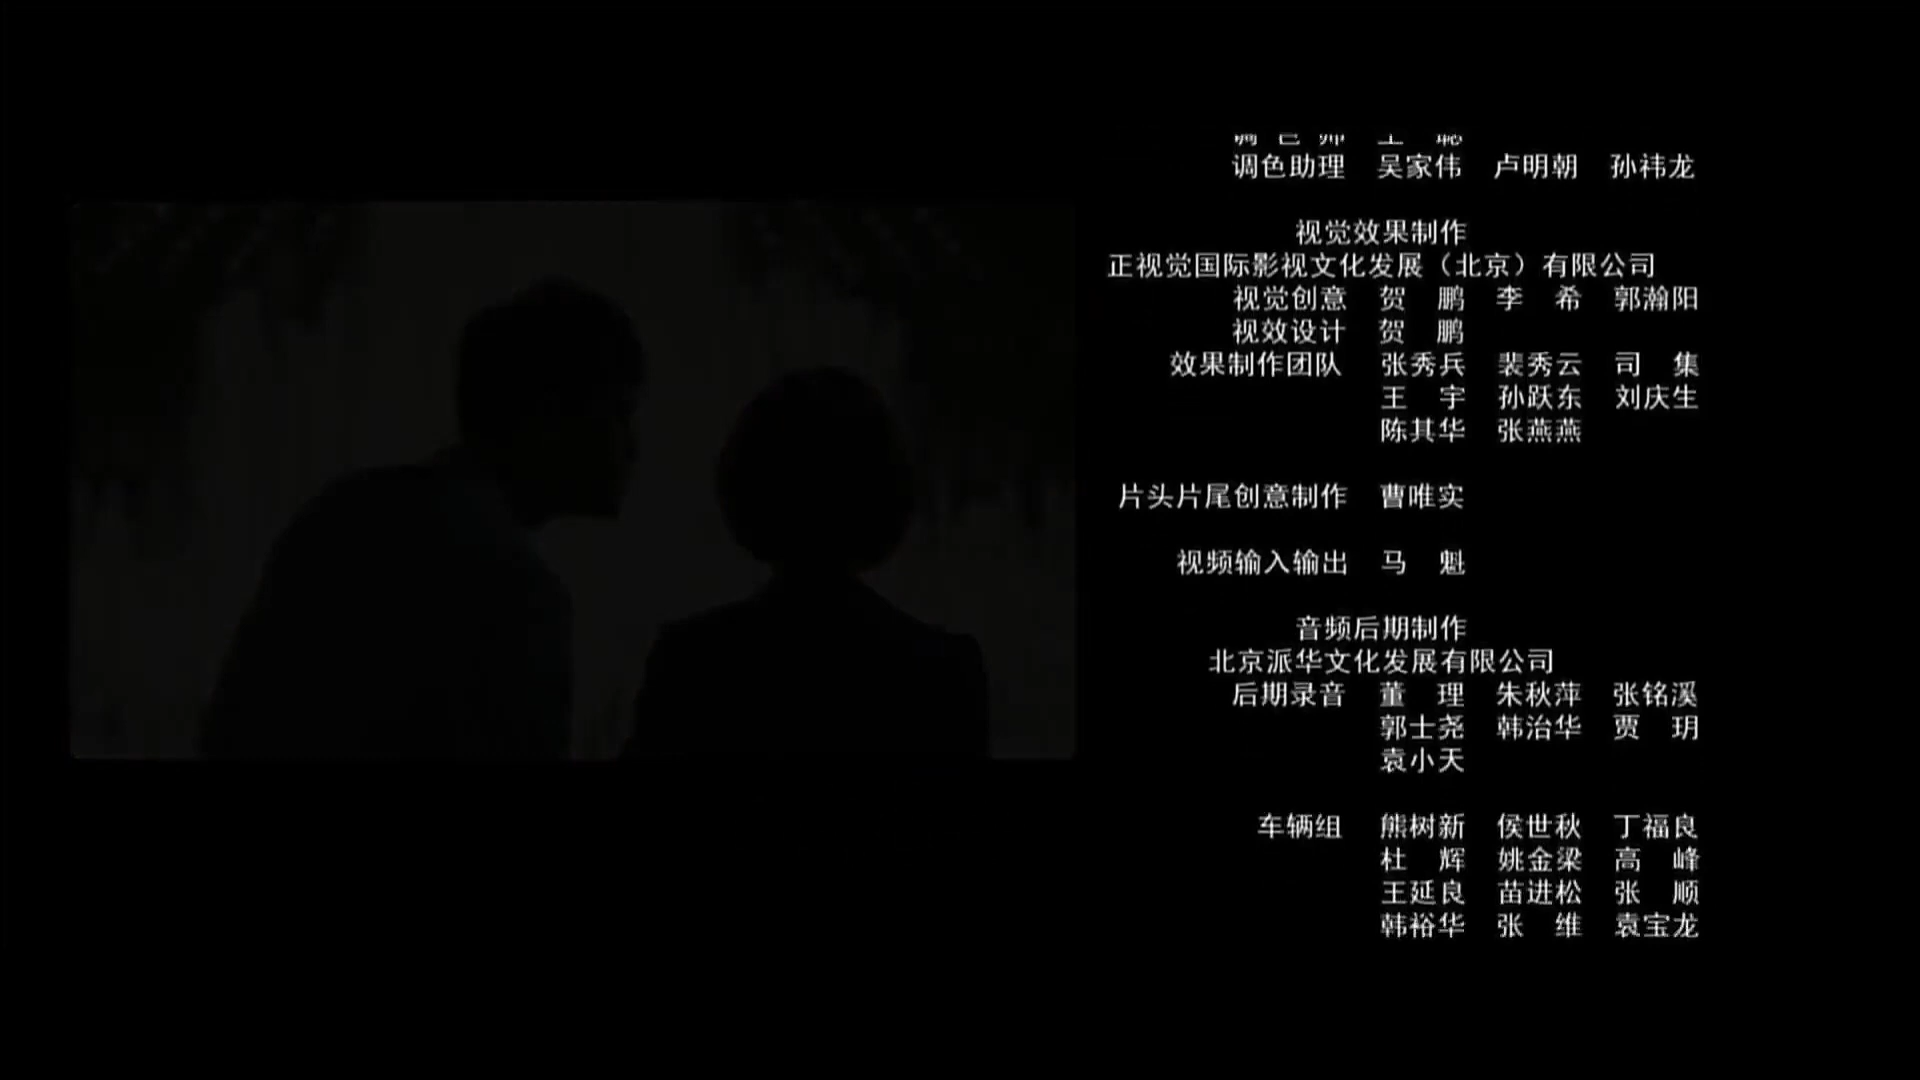 调色助理 吴家伟 卢明朝 孙祎龙
视觉效果制作
正视觉国际影视文化发展（北京）有限公司
视觉创意 贺 鹏 李 希 郭瀚阳
视效设计 贺 鹏
效果制作团队 张秀兵 裴秀云 司 集
王 宇 孙跃东 刘庆生
陈其华 张燕燕
片头片尾创意制作 曹唯实
视频输入输出 马 魁
音频后期制作
北京派华文化发展有限公司
后期录音 董 理 朱秋萍 张铭溪
郭士尧 韩治华 贾 玥
袁小天
车辆组 熊树新 侯世秋 丁福良
杜 辉 姚金梁 高 峰
王延良 苗进松 张 顺
韩裕华 张 维 袁宝龙